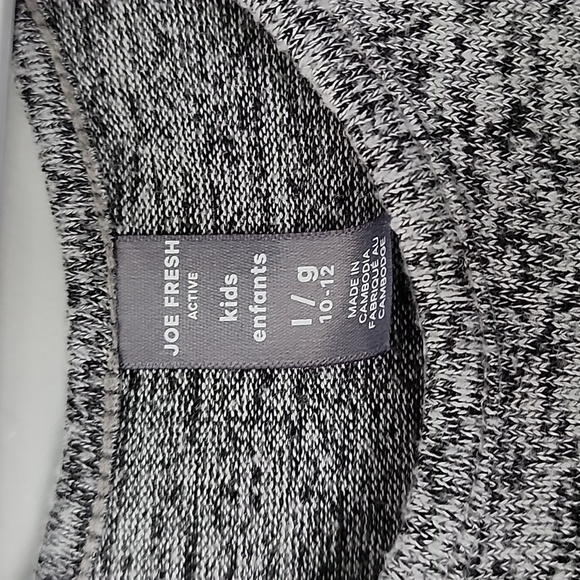 JOE FRESH
ACTIVE
kids
enfants
l / g
10-12
MADE IN
CAMBODIA
FABRIQUÉ AU
CAMBODGE